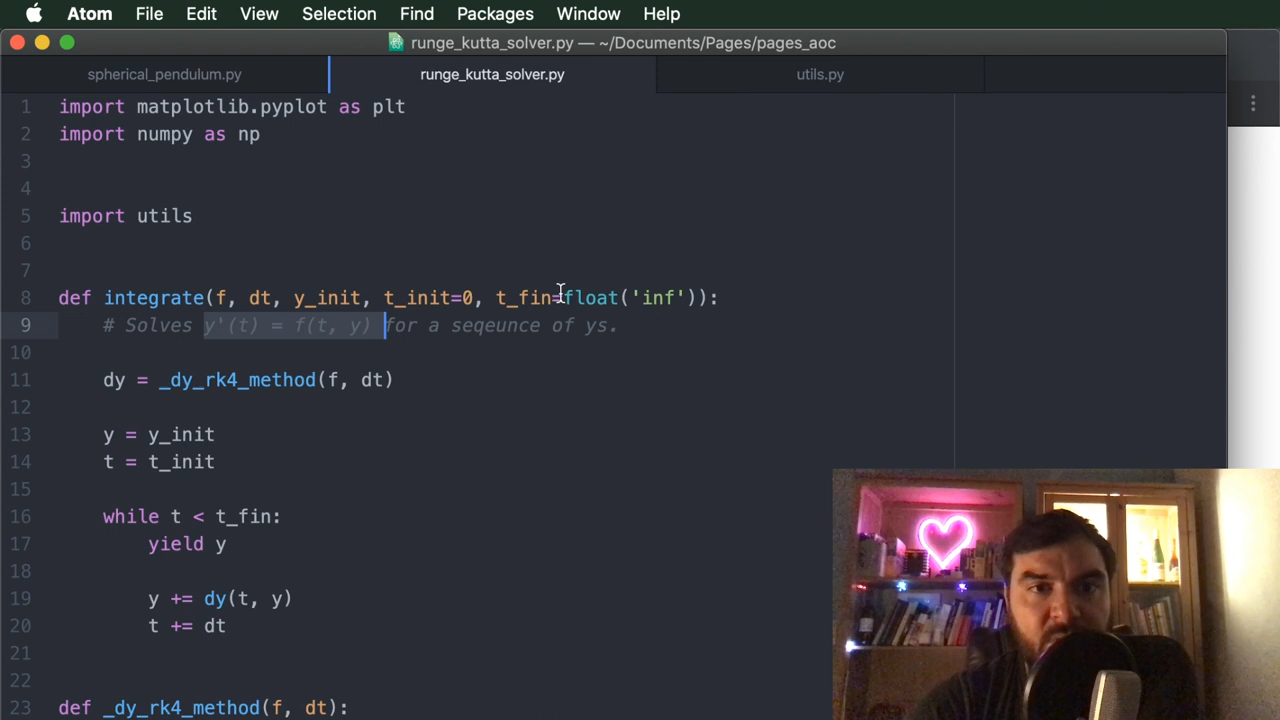 Atom File Edit View Selection Find Packages Window Help
runge_kutta_solver.py — ~/Documents/Pages/pages_aoc
spherical_pendulum.py runge_kutta_solver.py utils.py
1 import matplotlib.pyplot as plt
2 import numpy as np
3
4
5 import utils
6
7
8 def integrate(f, dt, y_init, t_init=0, t_fin=float('inf')):
9 # Solves y'(t) = f(t, y) for a seqeunce of ys.
10
11 dy = _dy_rk4_method(f, dt)
12
13 y = y_init
14 t = t_init
15
16 while t < t_fin:
17 yield y
18
19 y += dy(t, y)
20 t += dt
21
22
23 def _dy_rk4_method(f, dt):